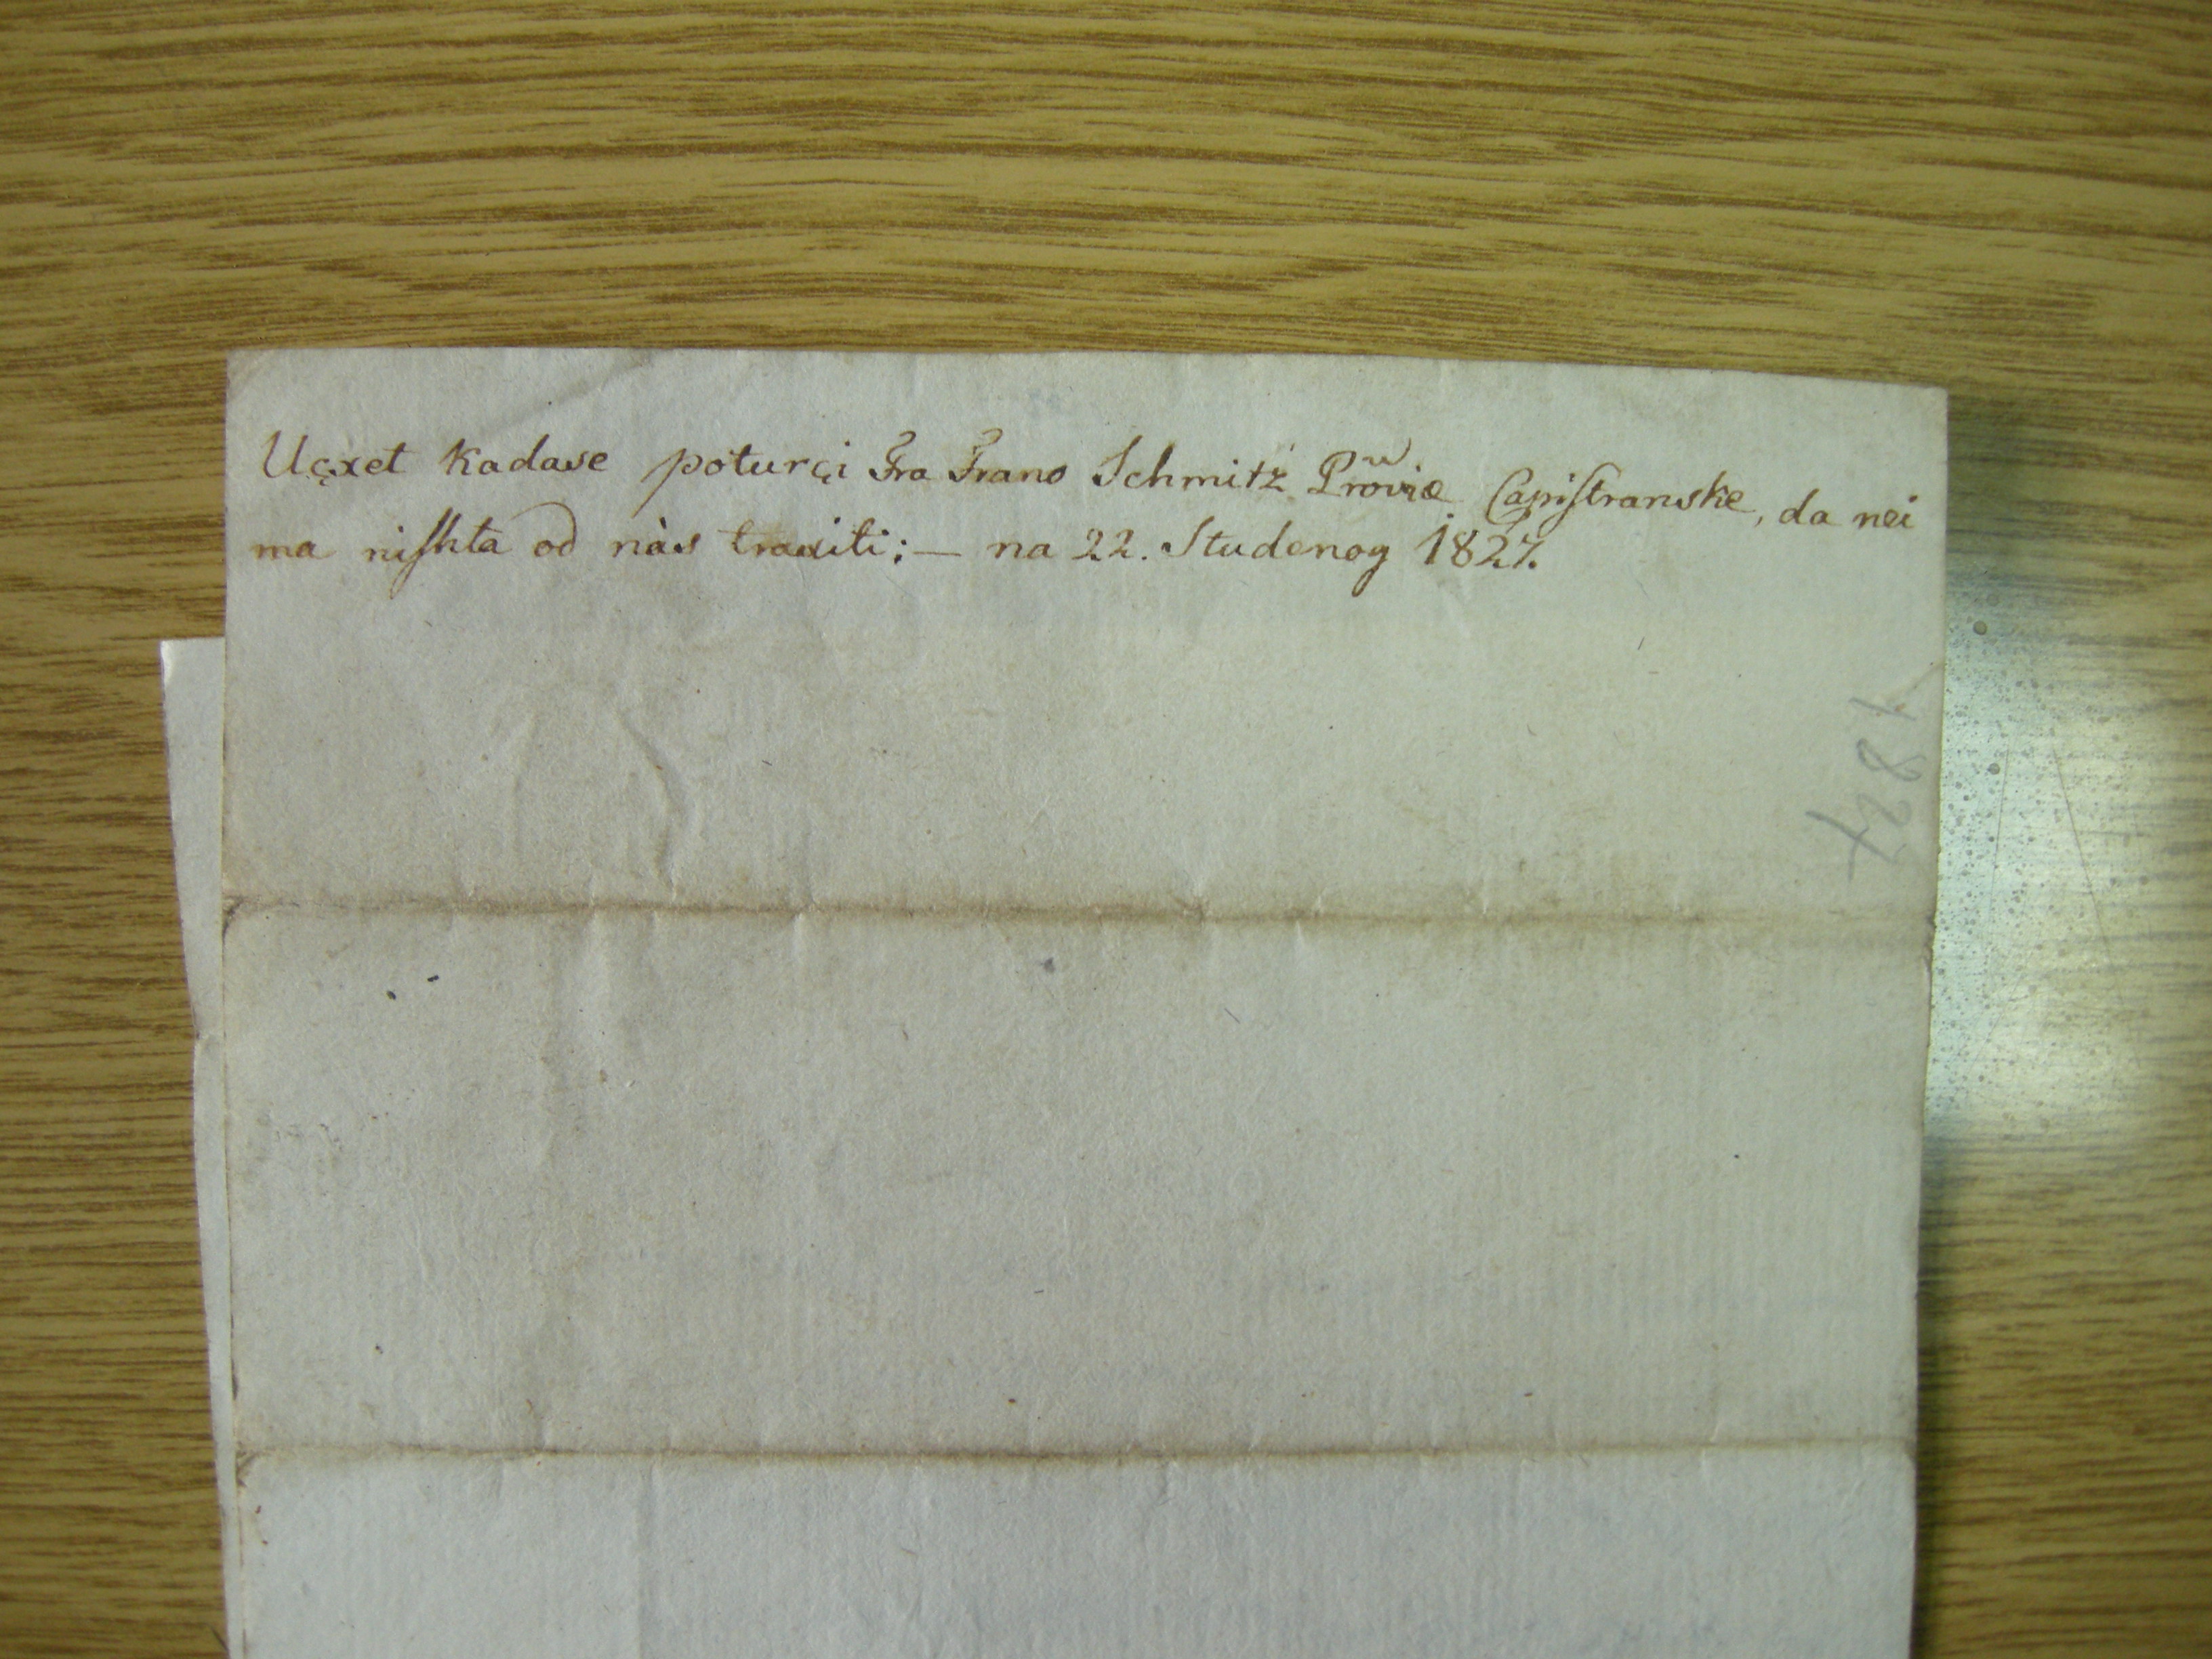 Uçxet kadase poturçi Fra Frano Schmitz Prov̄iæ Capiſtranske, da nei
ma niſhta od nàs traxiti; — na 22. Studenog 1827.
1827